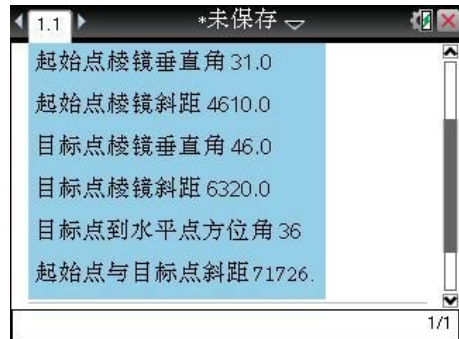 1.1
*未保存
起始点棱镜垂直角 31.0
起始点棱镜斜距 4610.0
目标点棱镜垂直角 46.0
目标点棱镜斜距 6320.0
目标点到水平点方位角 36
起始点与目标点斜距 71726.
1/1